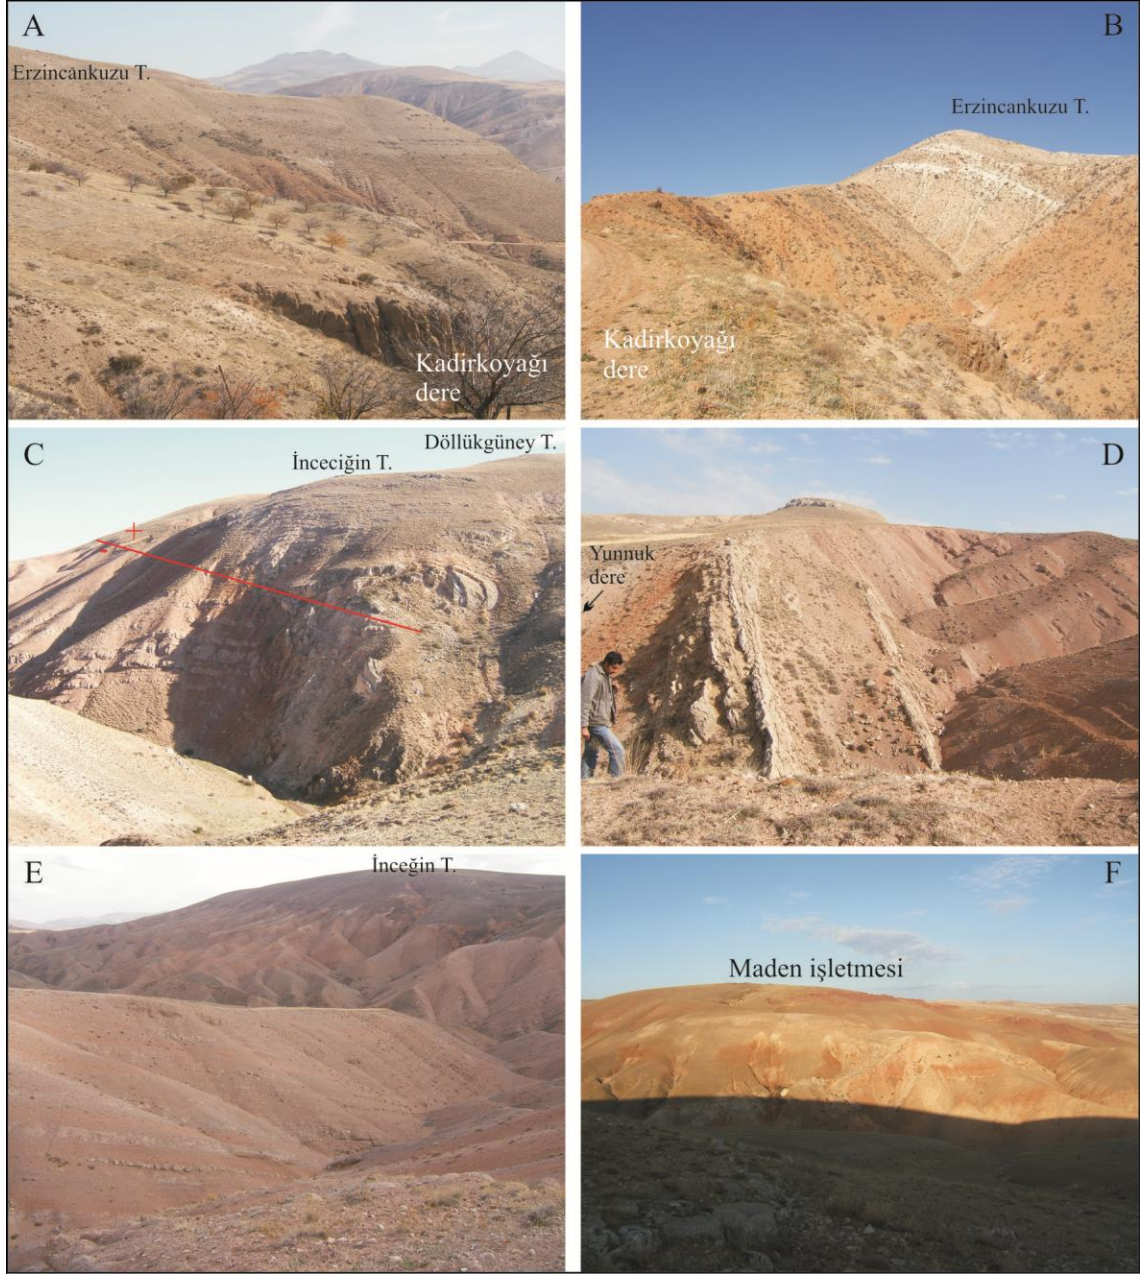 A
Erzincankuzu T.
Kadirkoyağı
dere
B
Erzincankuzu T.
Kadirkoyağı
dere
C
Döllükgüney T.
İnceciğin T.
+
-
D
Yunnuk
dere
E
İnceğin T.
F
Maden işletmesi